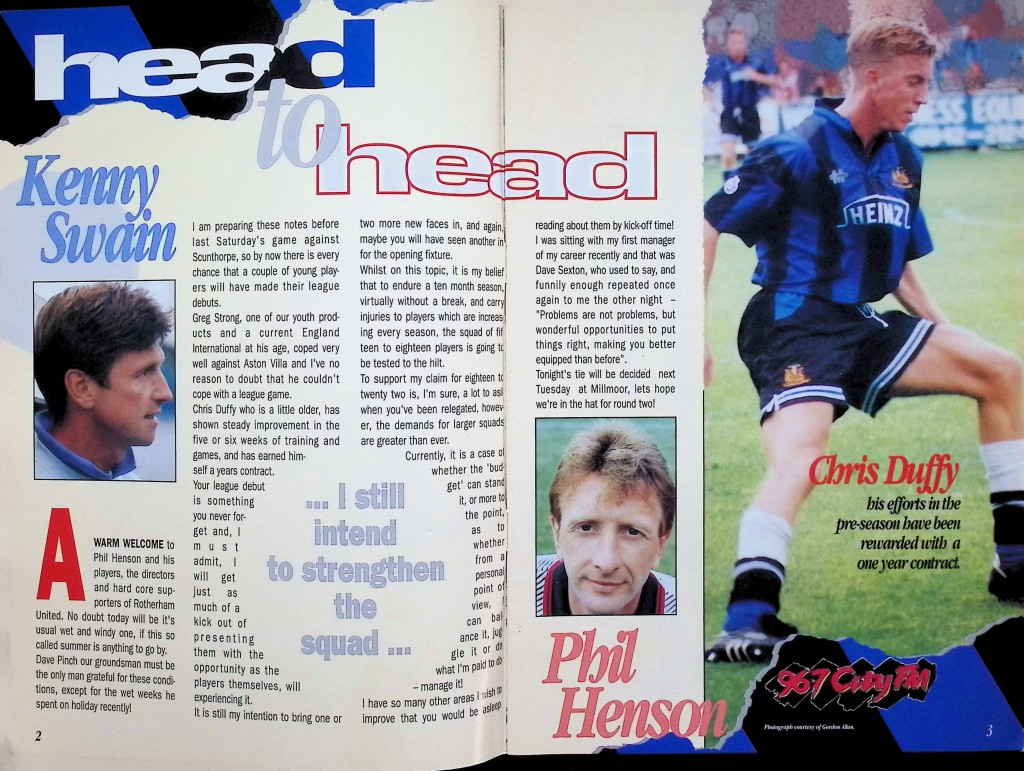 head
to
head
Kenny
Swain
A
WARM WELCOME to
Phil Henson and his
players, the directors
and hard core sup-
porters of Rotherham
United. No doubt today will be it's
usual wet and windy one, if this so
called summer is anything to go by.
Dave Pinch our groundsman must be
the only man grateful for these condi-
tions, except for the wet weeks he
spent on holiday recently!
2
I am preparing these notes before
last Saturday's game against
Scunthorpe, so by now there is every
chance that a couple of young play-
ers will have made their league
debuts.
Greg Strong, one of our youth prod-
ucts and a current England
International at his age, coped very
well against Aston Villa and I've no
reason to doubt that he couldn't
cope with a league game.
Chris Duffy who is a little older, has
shown steady improvement in the
five or six weeks of training and
games, and has earned him-
self a years contract.
Your league debut
is something
you never for-
get and, I
must
admit, I
will get
just as
much of a
kick out of
presenting
them with the
opportunity as the
players themselves, will
experiencing it.
It is still my intention to bring one or
two more new faces in, and again,
maybe you will have seen another in
for the opening fixture.
Whilst on this topic, it is my belief
that to endure a ten month season,
virtually without a break, and carry
injuries to players which are increas
ing every season, the squad of fif
teen to eighteen players is going to
be tested to the hilt.
To support my claim for eighteen to
twenty two is, I'm sure, a lot to ask
when you've been relegated, howev-
er, the demands for larger squads
are greater than ever.
Currently, it is a case of
whether the 'bud-
get' can stand
it, or more to
the point,
as to
whether
from a
personal
point of
view, I
can bal
ance it, jug
gle it or de
what I'm paid to do
– manage it!
I have so many other areas I wish to
improve that you would be asleep
... I still
intend
to strengthen
the
squad ...
reading about them by kick-off time!
I was sitting with my first manager
of my career recently and that was
Dave Sexton, who used to say, and
funnily enough repeated once
again to me the other night –
"Problems are not problems, but
wonderful opportunities to put
things right, making you better
equipped than before".
Tonight's tie will be decided next
Tuesday at Millmoor, lets hope
we're in the hat for round two!
Phil
Henson
HEINZ
Chris Duffy
his efforts in the
pre-season have been
rewarded with a
one year contract.
96.7 City FM
Photograph courtesy of Gordon Allan.
3